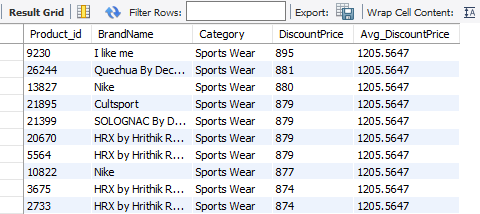 Result Grid Filter Rows: Export: Wrap Cell Content:
Product_id BrandName Category DiscountPrice Avg_DiscountPrice
9230 I like me Sports Wear 895 1205.5647
26244 Quechua By Dec... Sports Wear 881 1205.5647
13827 Nike Sports Wear 880 1205.5647
21895 Cultsport Sports Wear 879 1205.5647
21399 SOLOGNAC By D... Sports Wear 879 1205.5647
20670 HRX by Hrithik R... Sports Wear 879 1205.5647
5564 HRX by Hrithik R... Sports Wear 879 1205.5647
10822 Nike Sports Wear 877 1205.5647
3675 HRX by Hrithik R... Sports Wear 874 1205.5647
2733 HRX by Hrithik R... Sports Wear 874 1205.5647